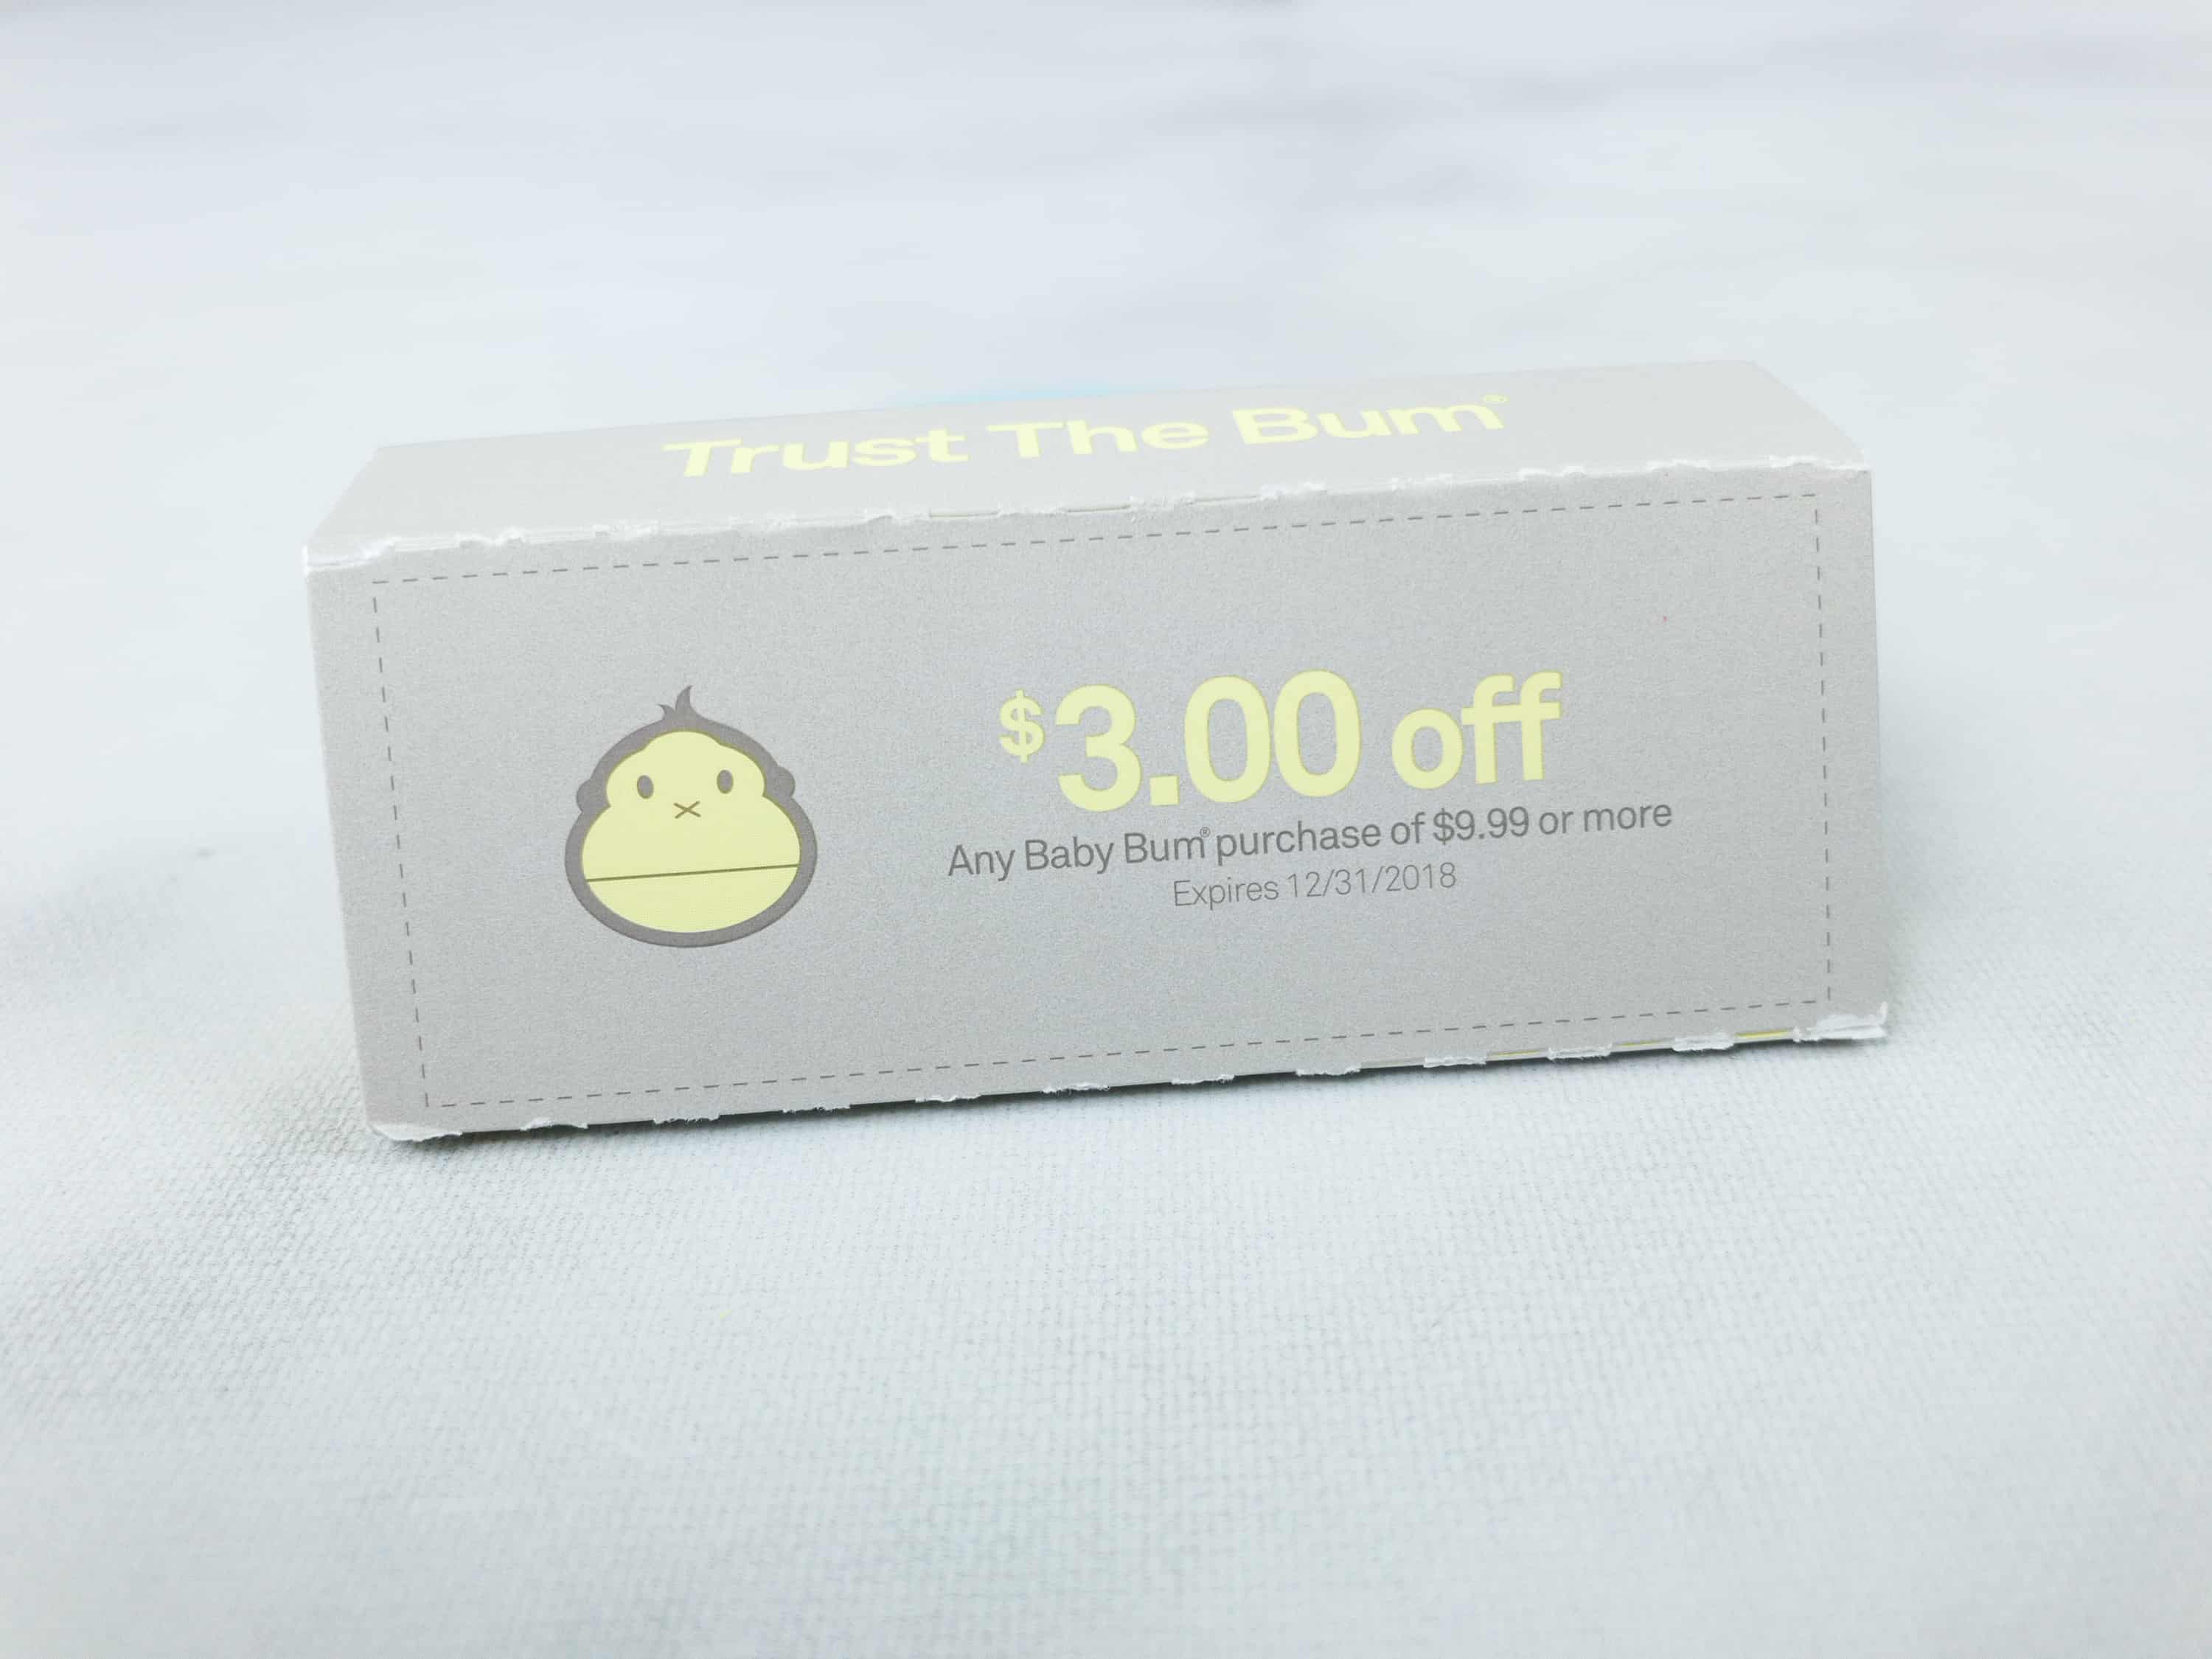 Trust The Bum®
$3.00 off
Any Baby Bum® purchase of $9.99 or more
Expires 12/31/2018